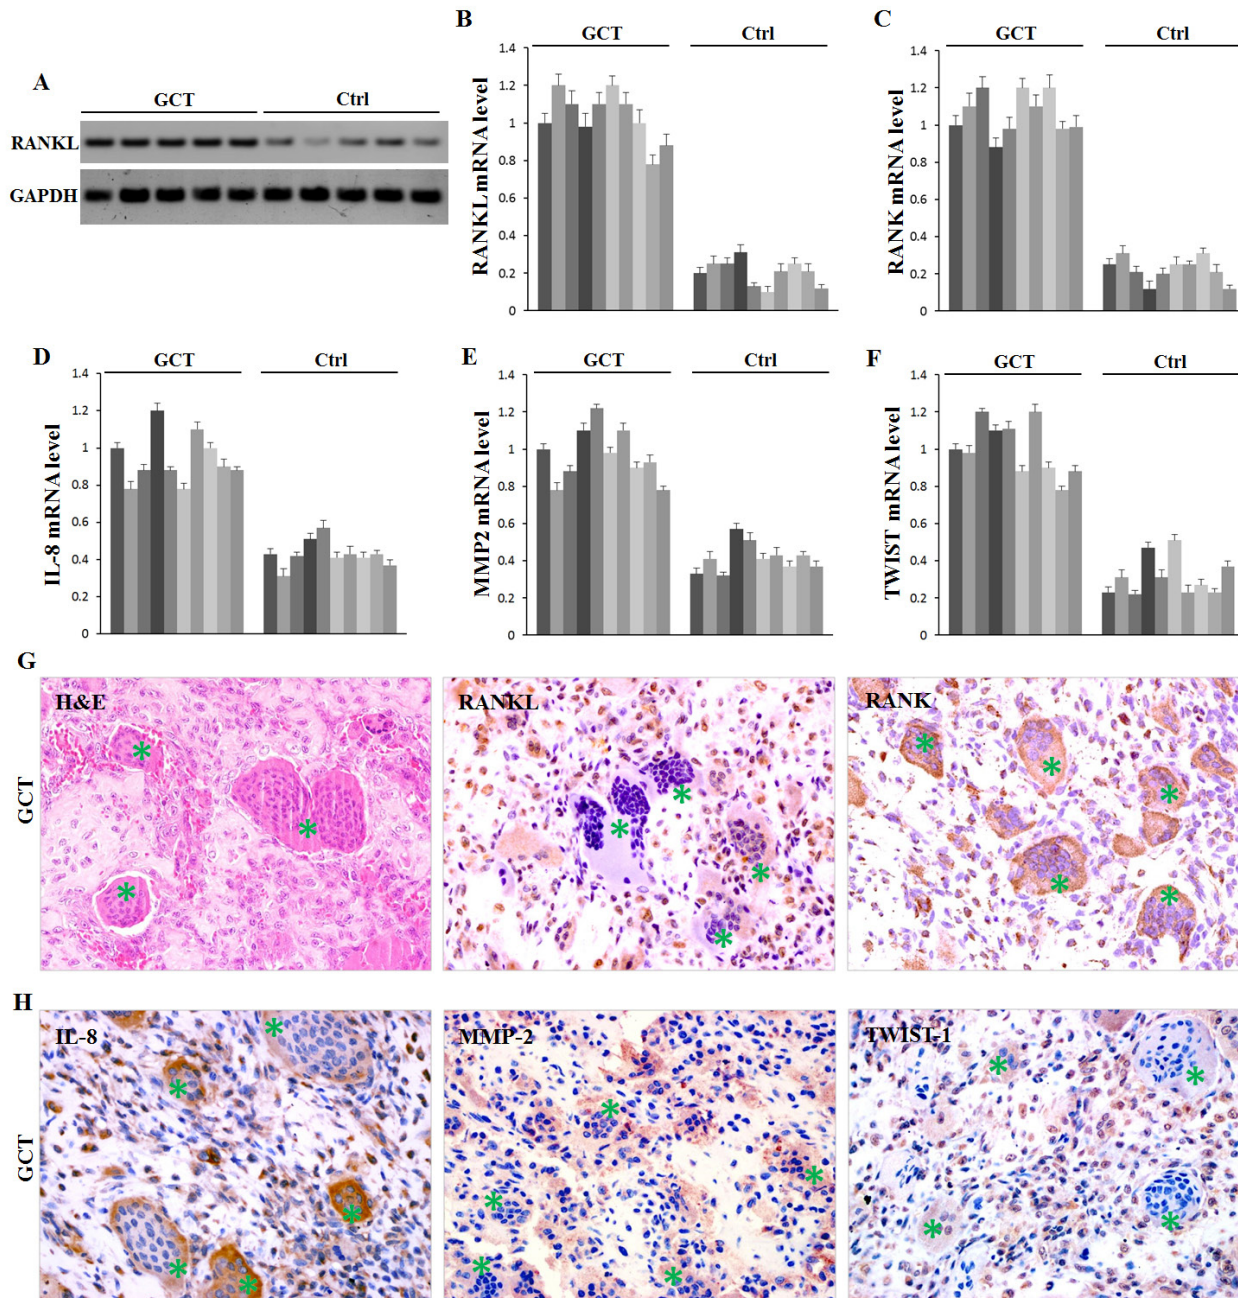 A
GCT Ctrl
RANKL
GAPDH
B
GCT Ctrl
RANKL mRNA level
1.4
1.2
1
0.8
0.6
0.4
0.2
0
C
GCT Ctrl
RANK mRNA level
1.4
1.2
1
0.8
0.6
0.4
0.2
0
D
GCT Ctrl
IL-8 mRNA level
1.4
1.2
1
0.8
0.6
0.4
0.2
0
E
GCT Ctrl
MMP2 mRNA level
1.4
1.2
1
0.8
0.6
0.4
0.2
0
F
GCT Ctrl
TWIST mRNA level
1.4
1.2
1
0.8
0.6
0.4
0.2
0
G
GCT
H&E
* * *
RANKL
* * * *
RANK
* * * * *
H
GCT
IL-8
* * * * *
MMP-2
* * * * *
TWIST-1
* * * *